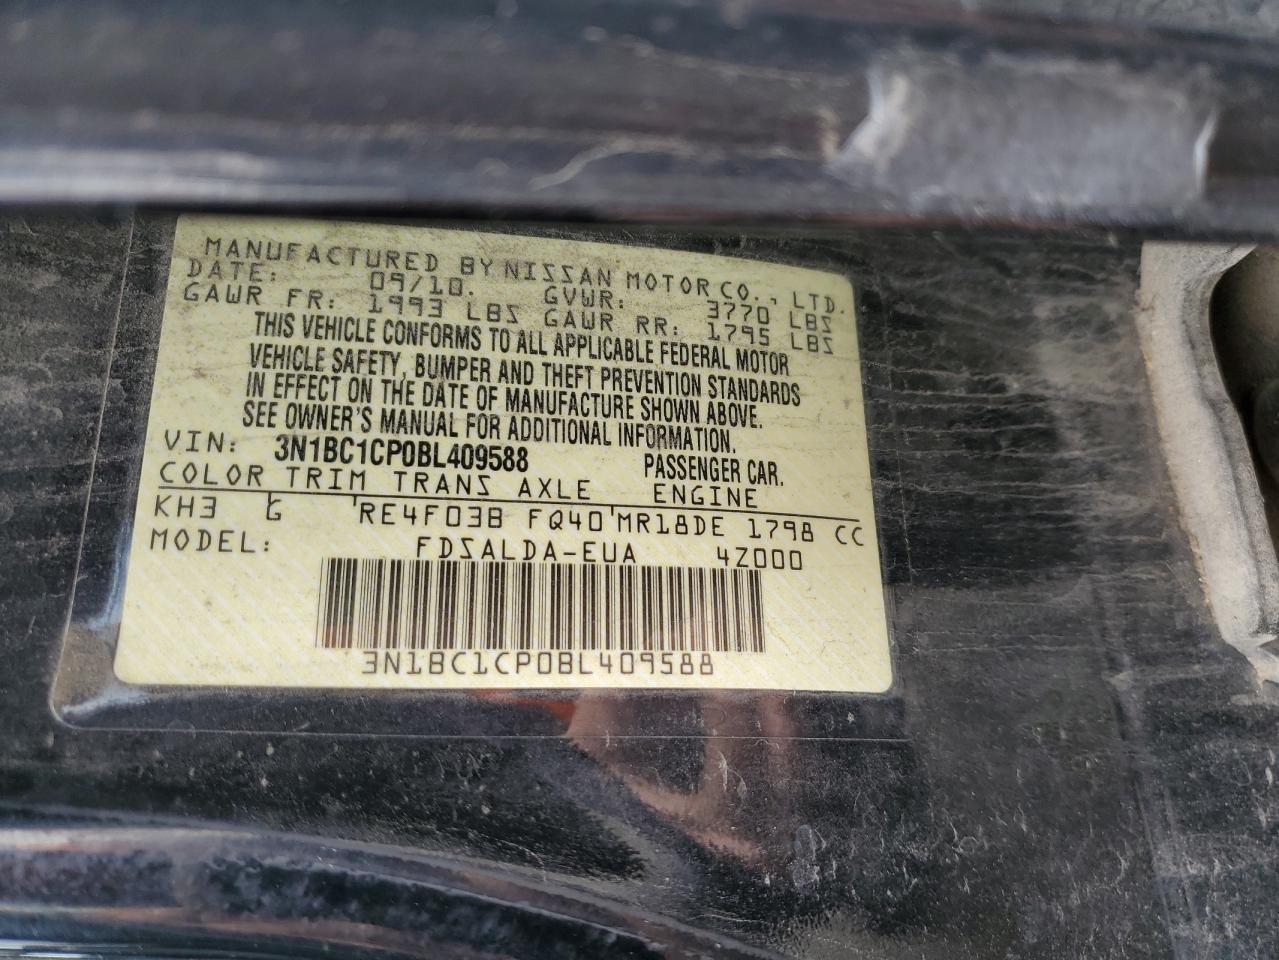 MANUFACTURED BY NISSAN MOTOR CO., LTD.
DATE: 09/10. GVWR: 3770 LBS
GAWR FR: 1993 LBS GAWR RR: 1795 LBS
THIS VEHICLE CONFORMS TO ALL APPLICABLE FEDERAL MOTOR
VEHICLE SAFETY, BUMPER AND THEFT PREVENTION STANDARDS
IN EFFECT ON THE DATE OF MANUFACTURE SHOWN ABOVE.
SEE OWNER'S MANUAL FOR ADDITIONAL INFORMATION.
VIN: 3N1BC1CP0BL409588 PASSENGER CAR.
COLOR TRIM TRANS AXLE ENGINE
KH3 G RE4F03B FQ40 MR18DE 1798 CC
MODEL: FDSALDA-EUA 4Z000
3N1BC1CP0BL409588